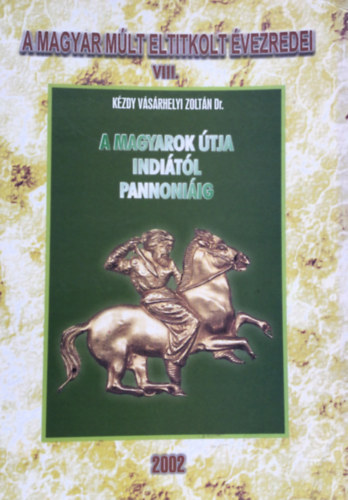 A MAGYAR MÚLT ELTITKOLT ÉVEZREDEI
VIII.
KÉZDY VÁSÁRHELYI ZOLTÁN Dr.
A MAGYAROK ÚTJA
INDIÁTÓL
PANNONIÁIG
2002